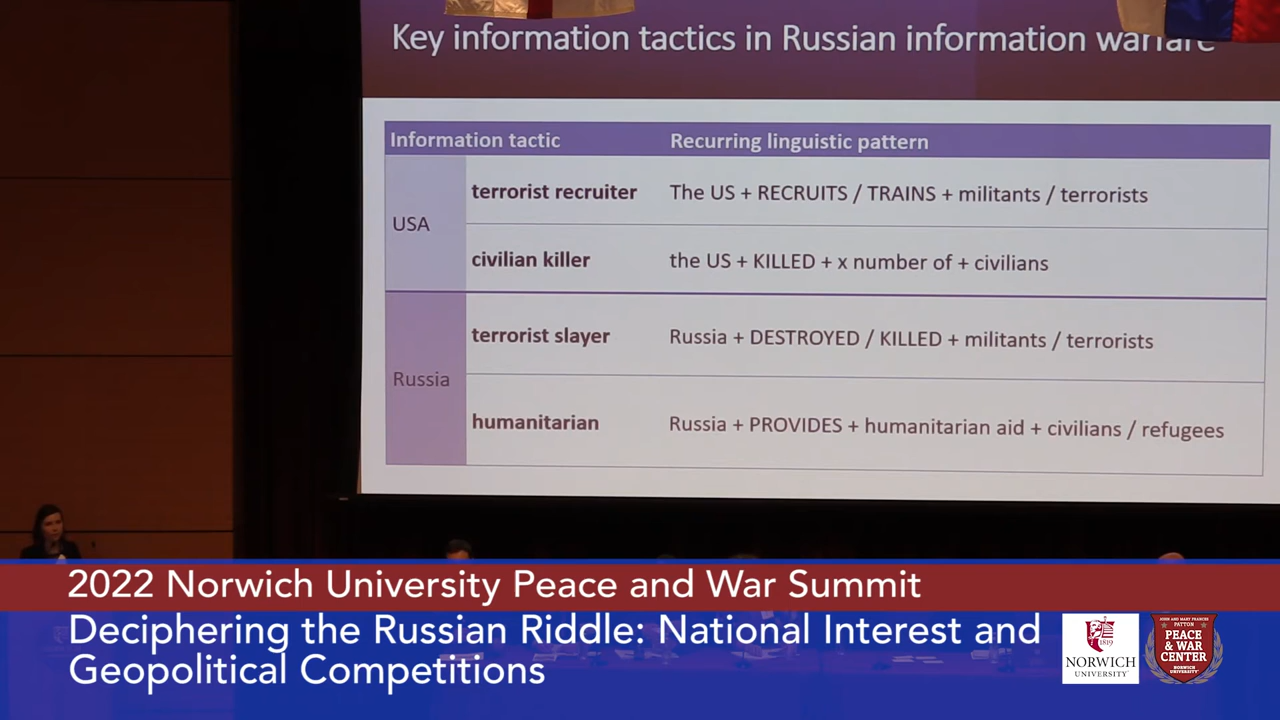 Key information tactics in Russian information warfare
Information tactic Recurring linguistic pattern
USA
terrorist recruiter The US + RECRUITS / TRAINS + militants / terrorists
civilian killer the US + KILLED + x number of + civilians
Russia
terrorist slayer Russia + DESTROYED / KILLED + militants / terrorists
humanitarian Russia + PROVIDES + humanitarian aid + civilians / refugees
2022 Norwich University Peace and War Summit
Deciphering the Russian Riddle: National Interest and
Geopolitical Competitions
1819
NORWICH
UNIVERSITY
JOHN AND MARY FRANCES
PATTON
PEACE
& WAR
CENTER
NORWICH
UNIVERSITY